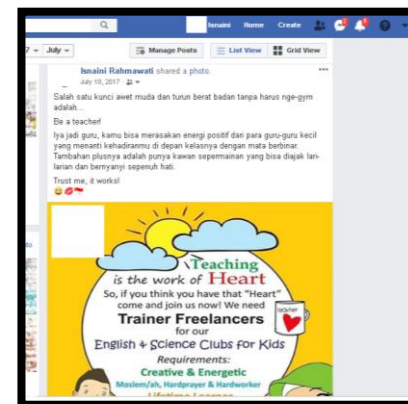 Isnaini Home Create
7 July
Manage Posts List View Grid View
Isnaini Rahmawati shared a photo.
July 19, 2017
Salah satu kunci awet muda dan turun berat badan tanpa harus nge-gym
adalah...
Be a teacher!
Iya jadi guru, kamu bisa merasakan energi positif dari para guru-guru kecil
yang menanti kehadiranmu di depan kelasnya dengan mata berbinar.
Tambahan plusnya adalah punya kawan sepermainan yang bisa diajak lari-
larian dan bernyanyi sepenuh hati.
Trust me, it works!
Teaching
is the work of Heart
So, if you think you have that "Heart"
come and join us now! We need
Trainer Freelancers
for our
English & Science Clubs for Kids
Requirements:
Creative & Energetic
Moslem/ah, Hardprayer & Hardworker
Lifetime Learner